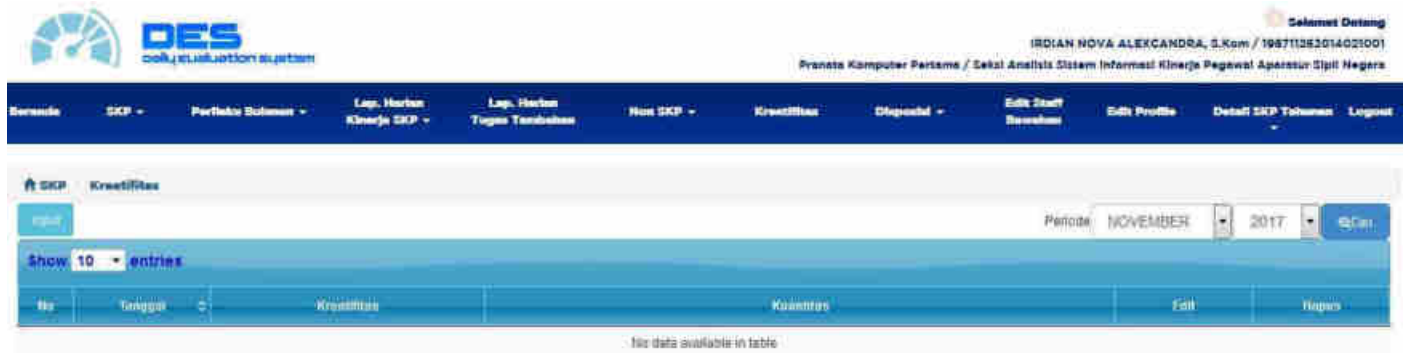 DES
daily evaluation system
Selamat Datang
IRDIAN NOVA ALEXCANDRA, S.Kom / 198711262014021001
Pranata Komputer Pertama / Seksi Analisis Sistem Informasi Kinerja Pegawai Aparatur Sipil Negara
Beranda SKP Perilaku Bulanan Lap. Harian Kinerja SKP Lap. Harian Tugas Tambahan Non SKP Kreatifitas Disposisi Edit Staff Bawahan Edit Profile Detail SKP Tahunan Logout
SKP Kreatifitas
Input Periode NOVEMBER 2017 Cari
Show 10 entries
No Tanggal Kreatifitas Kuantitas Edit Hapus
No data available in table